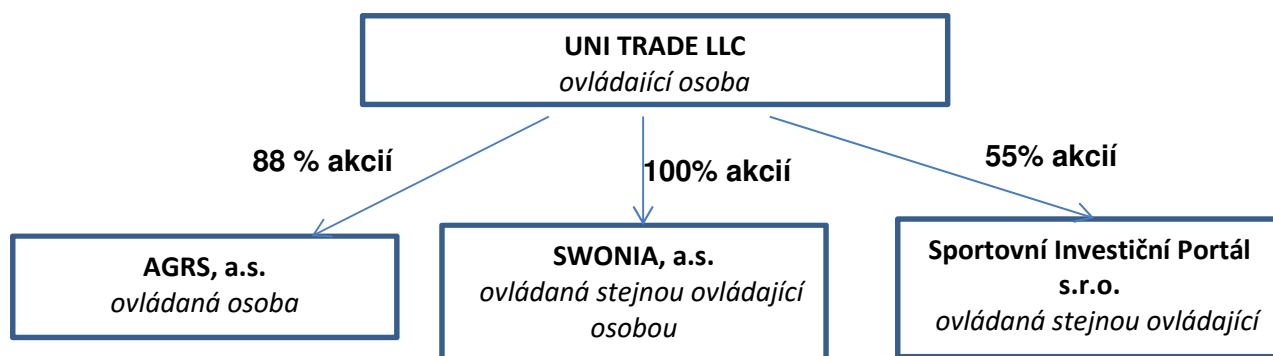 UNI TRADE LLC
ovládající osoba
88 % akcií
100% akcií
55% akcií
AGRS, a.s.
ovládaná osoba
SWONIA, a.s.
ovládaná stejnou ovládající
osobou
Sportovní Investiční Portál
s.r.o.
ovládaná stejnou ovládající